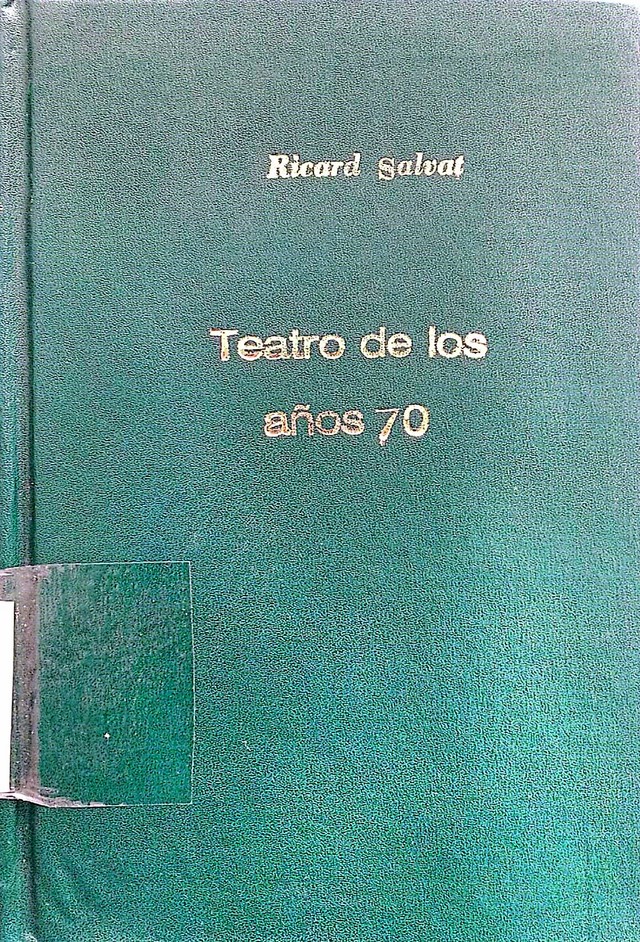 Ricard Salvat
Teatro de los
años 70